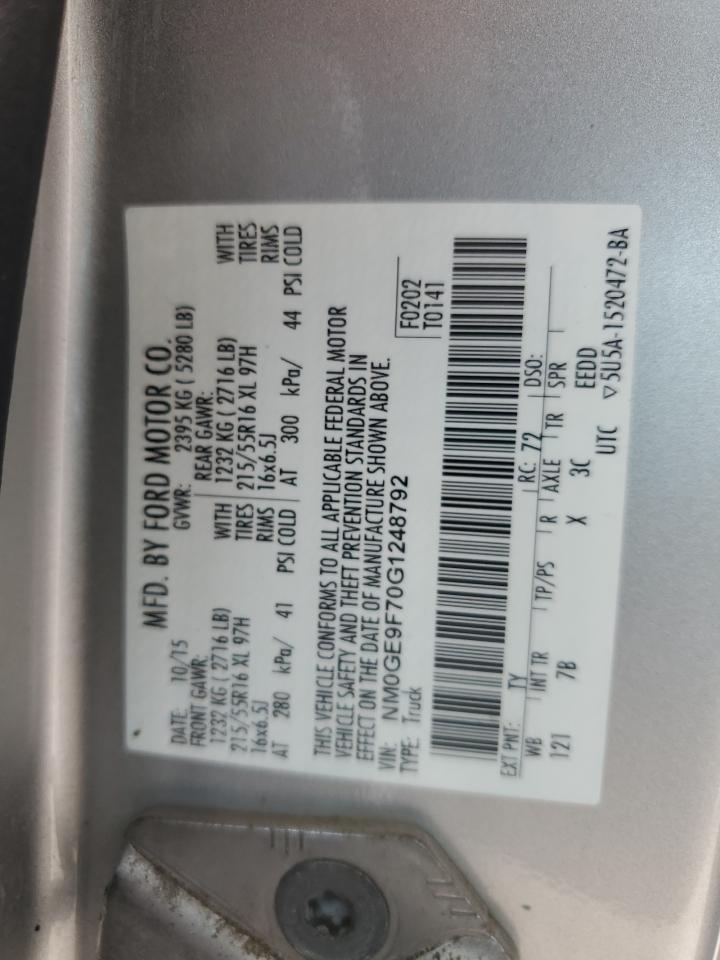 MFD. BY FORD MOTOR CO.
DATE: 10/15 GVWR: 2395 KG ( 5280 LB)
FRONT GAWR: REAR GAWR:
1232 KG ( 2716 LB) WITH 1232 KG ( 2716 LB) WITH
215/55R16 XL 97H TIRES 215/55R16 XL 97H TIRES
16x6.5J RIMS 16x6.5J RIMS
AT 280 kPa/ 41 PSI COLD AT 300 kPa/ 44 PSI COLD
THIS VEHICLE CONFORMS TO ALL APPLICABLE FEDERAL MOTOR
VEHICLE SAFETY AND THEFT PREVENTION STANDARDS IN
EFFECT ON THE DATE OF MANUFACTURE SHOWN ABOVE.
VIN: NM0GE9F70G1248792 F0202
TYPE: Truck T0141
EXT PNT: TY RC: 72 DSO:
WB INT TR TP/PS R AXLE TR SPR
121 7B X 3C EEDD
UTC ▽5U5A-1520472-BA